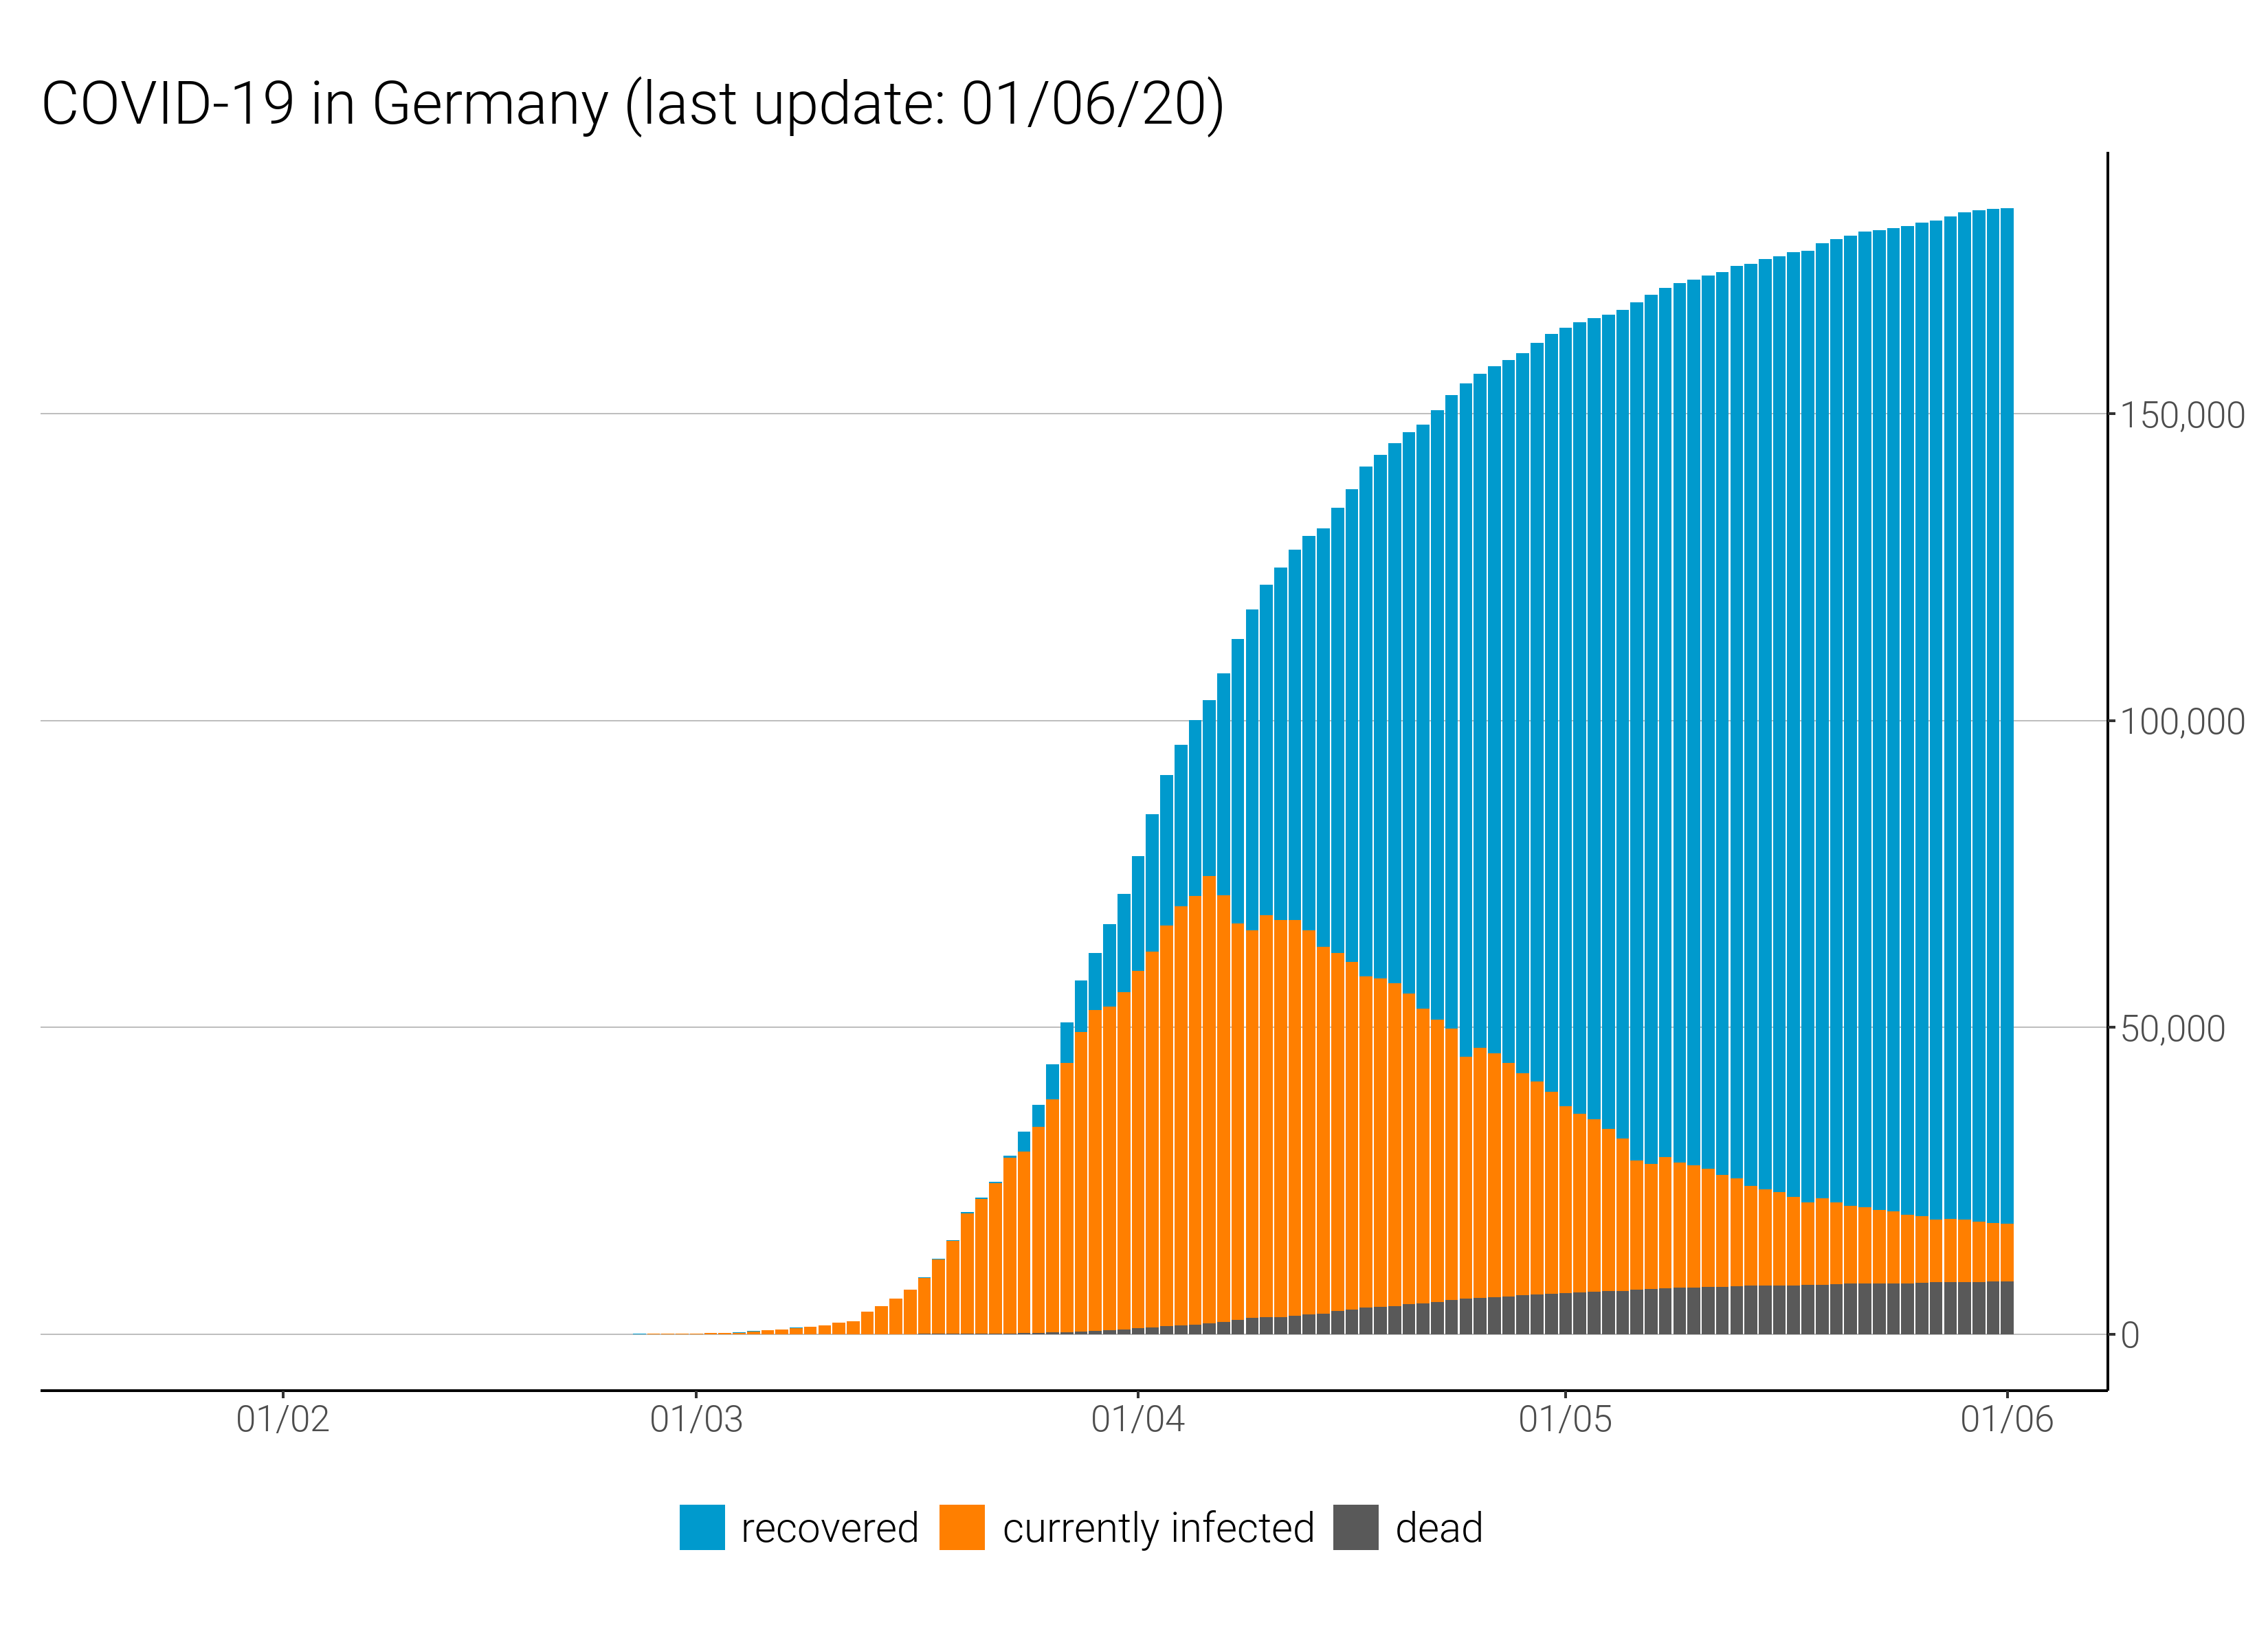 COVID-19 in Germany (last update: 01/06/20)
150,000
100,000
50,000
0
01/02 01/03 01/04 01/05 01/06
recovered currently infected dead